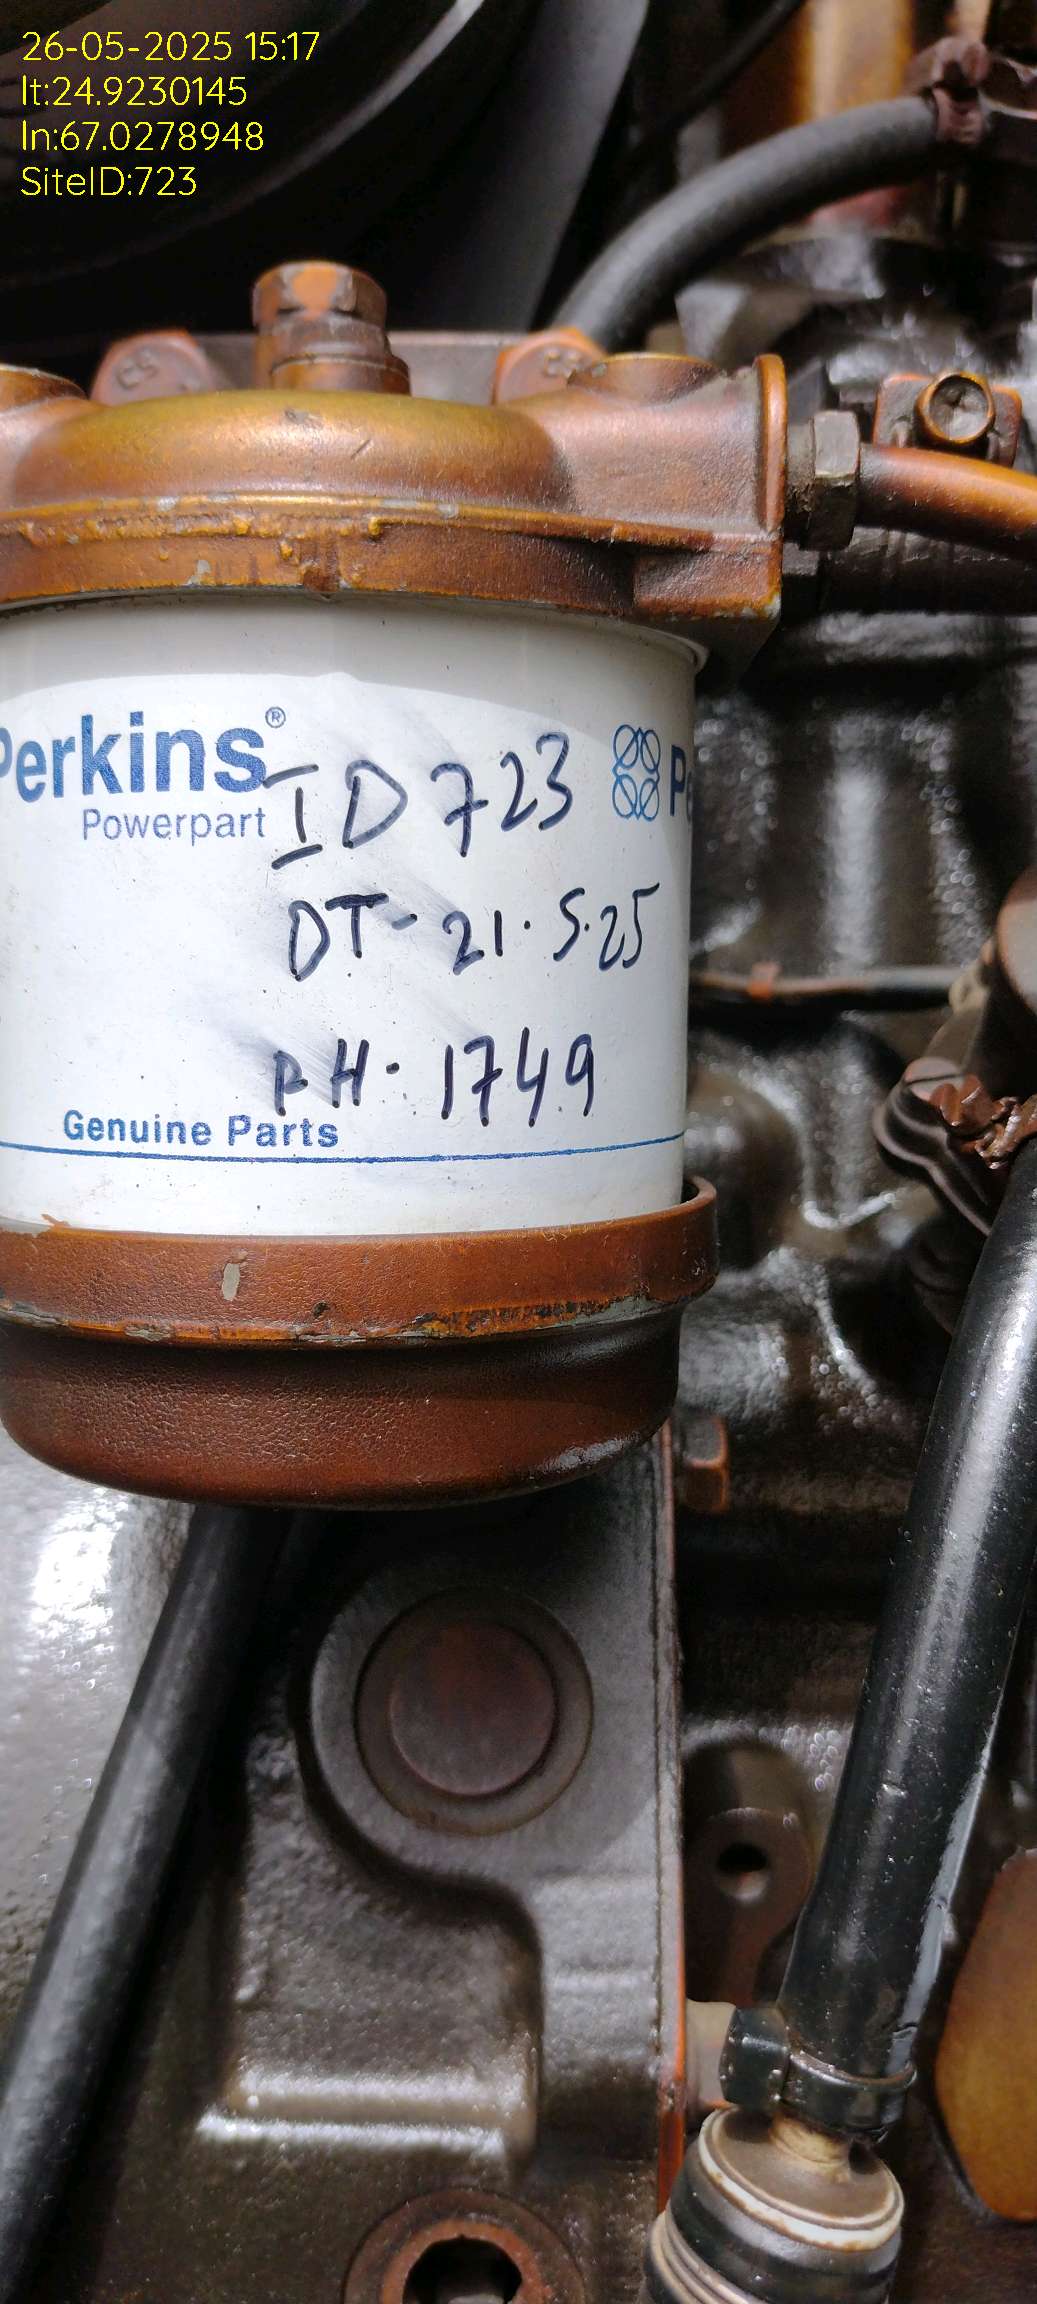 26-05-2025 15:17
lt:24.9230145
ln:67.0278948
SiteID:723
Perkins®
Powerpart
ID 723
DT- 21.5.25
RH- 1749
Genuine Parts